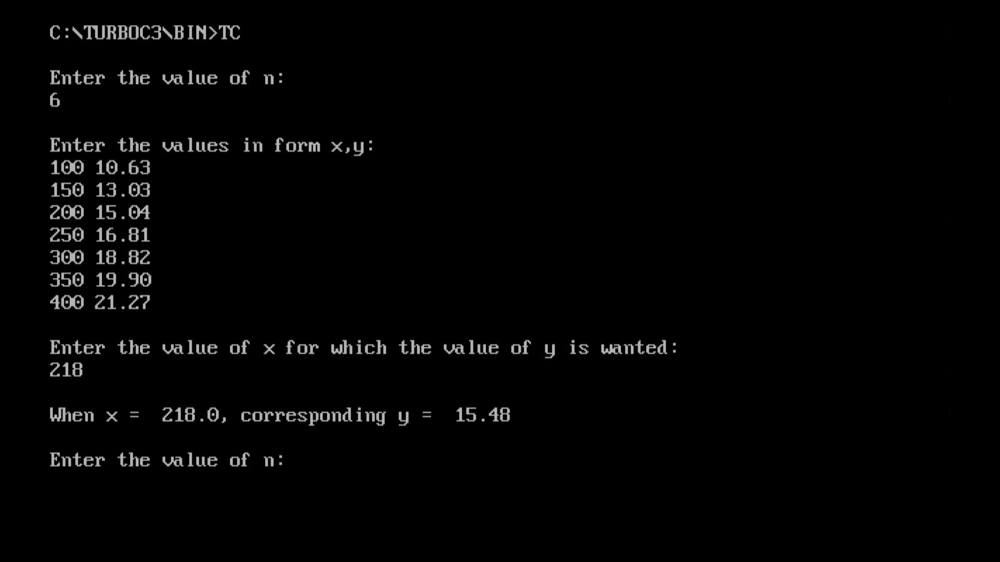 C:\TURBOC3\BIN>TC
Enter the value of n:
6
Enter the values in form x,y:
100 10.63
150 13.03
200 15.04
250 16.81
300 18.82
350 19.90
400 21.27
Enter the value of x for which the value of y is wanted:
218
When x =  218.0, corresponding y =  15.48
Enter the value of n: